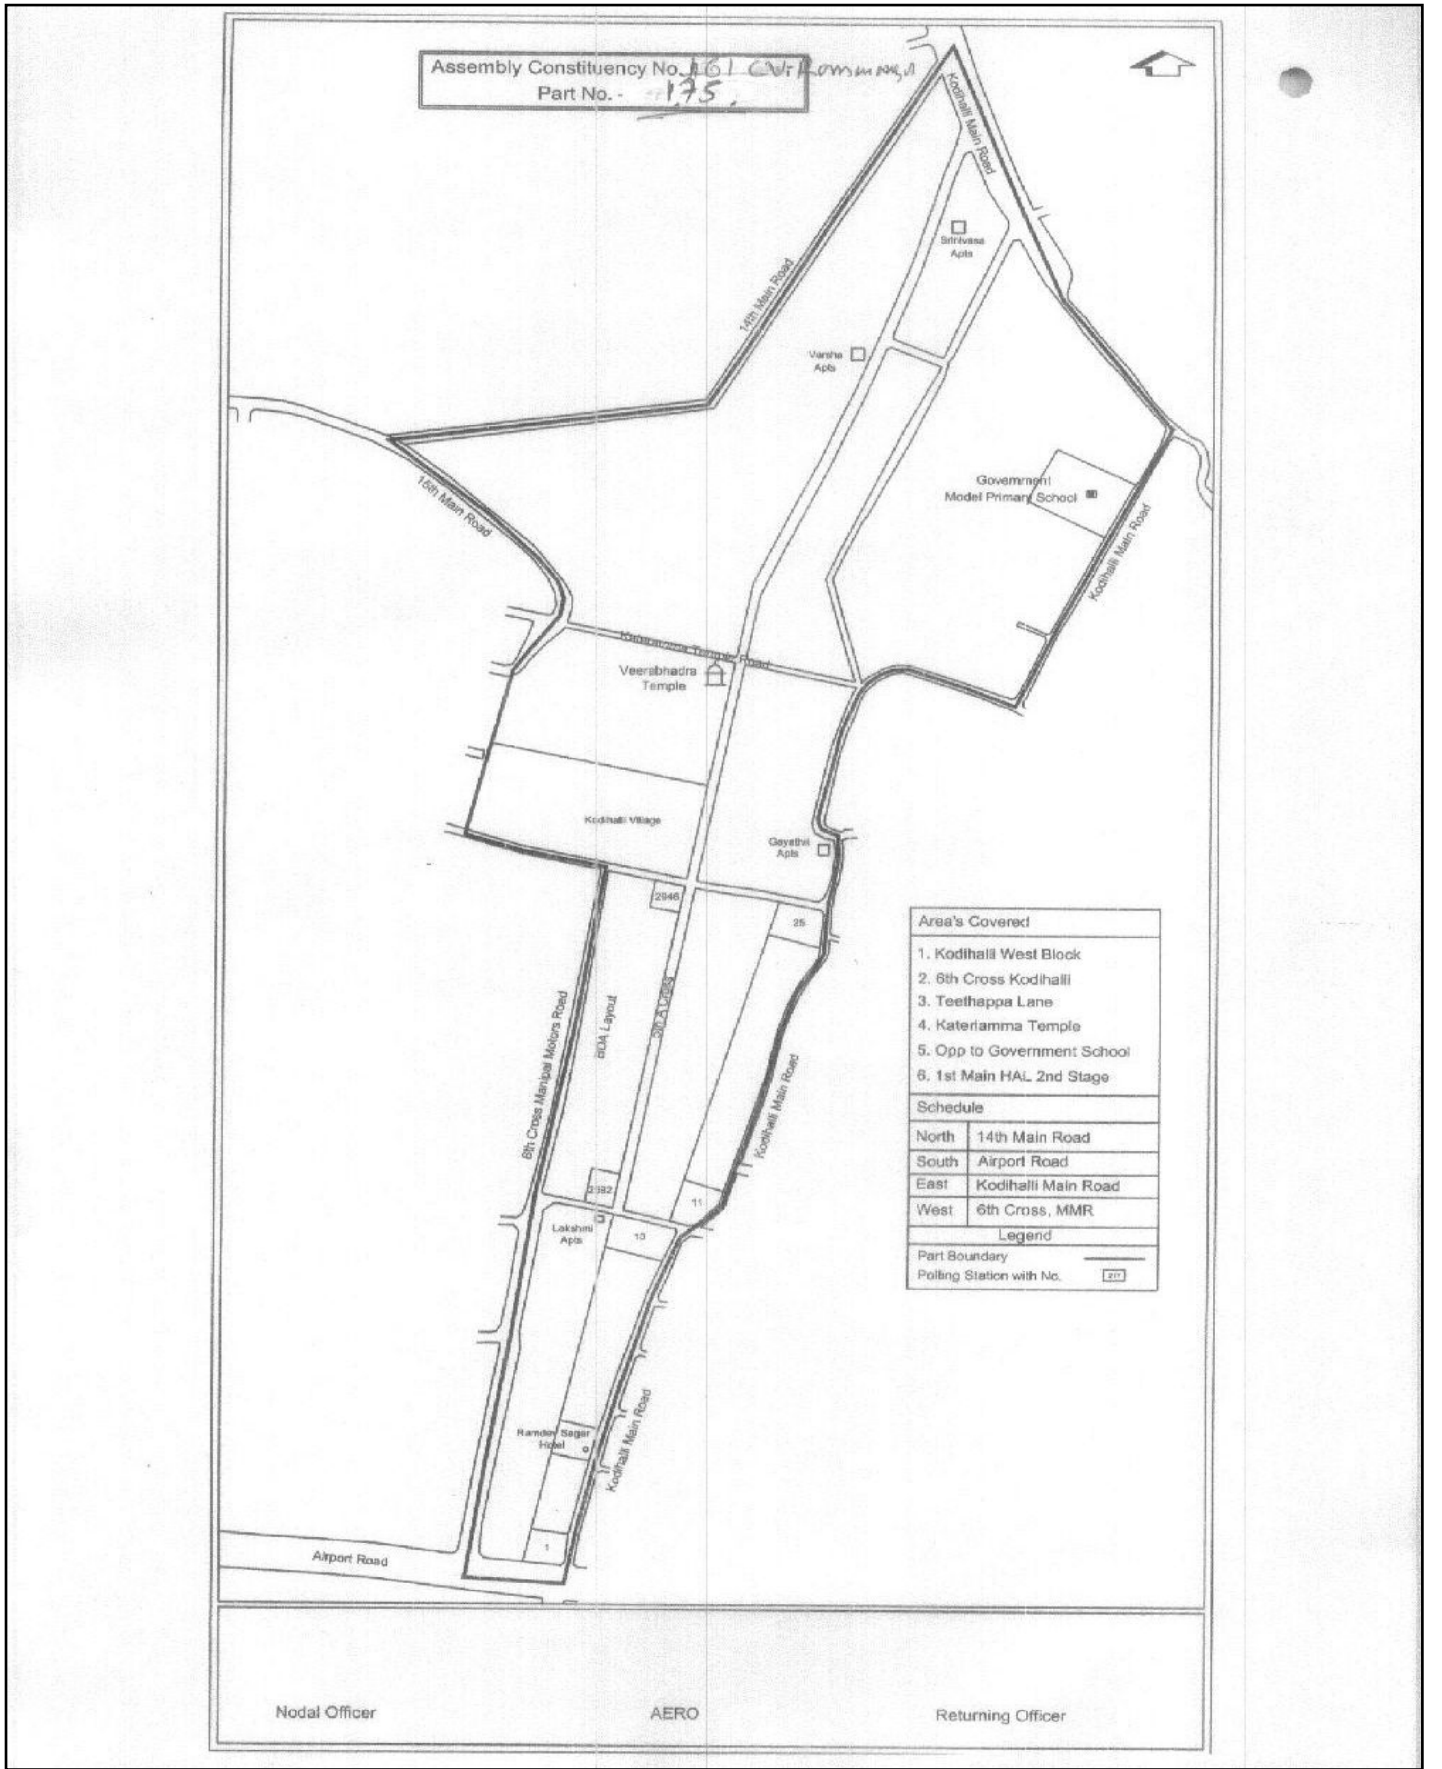 Assembly Constituency No. 161 C.V. Raman nagar
Part No. - 175.
Kodihalli Main Road
Srinivasa
Apts
14th Main Road
Varsha
Apts
Government
Model Primary School
15th Main Road
Kodihalli Main Road
Temple Road
Veerabhadra
Temple
Kodihalli Village
Gayathri
Apts
2946
25
Area's Covered
1. Kodihalli West Block
2. 6th Cross Kodihalli
3. Teethappa Lane
4. Kateriamma Temple
5. Opp to Government School
6. 1st Main HAL 2nd Stage
Schedule
North 14th Main Road
South Airport Road
East Kodihalli Main Road
West 6th Cross, MMR
Legend
Part Boundary
Polling Station with No.
6th Cross Manipal Motors Road
BDA Layout
5th A Cross
Kodihalli Main Road
11
Lakshmi
Apts
13
Ramdev Sagar
Hotel
Kodihalli Main Road
1
Airport Road
Nodal Officer AERO Returning Officer